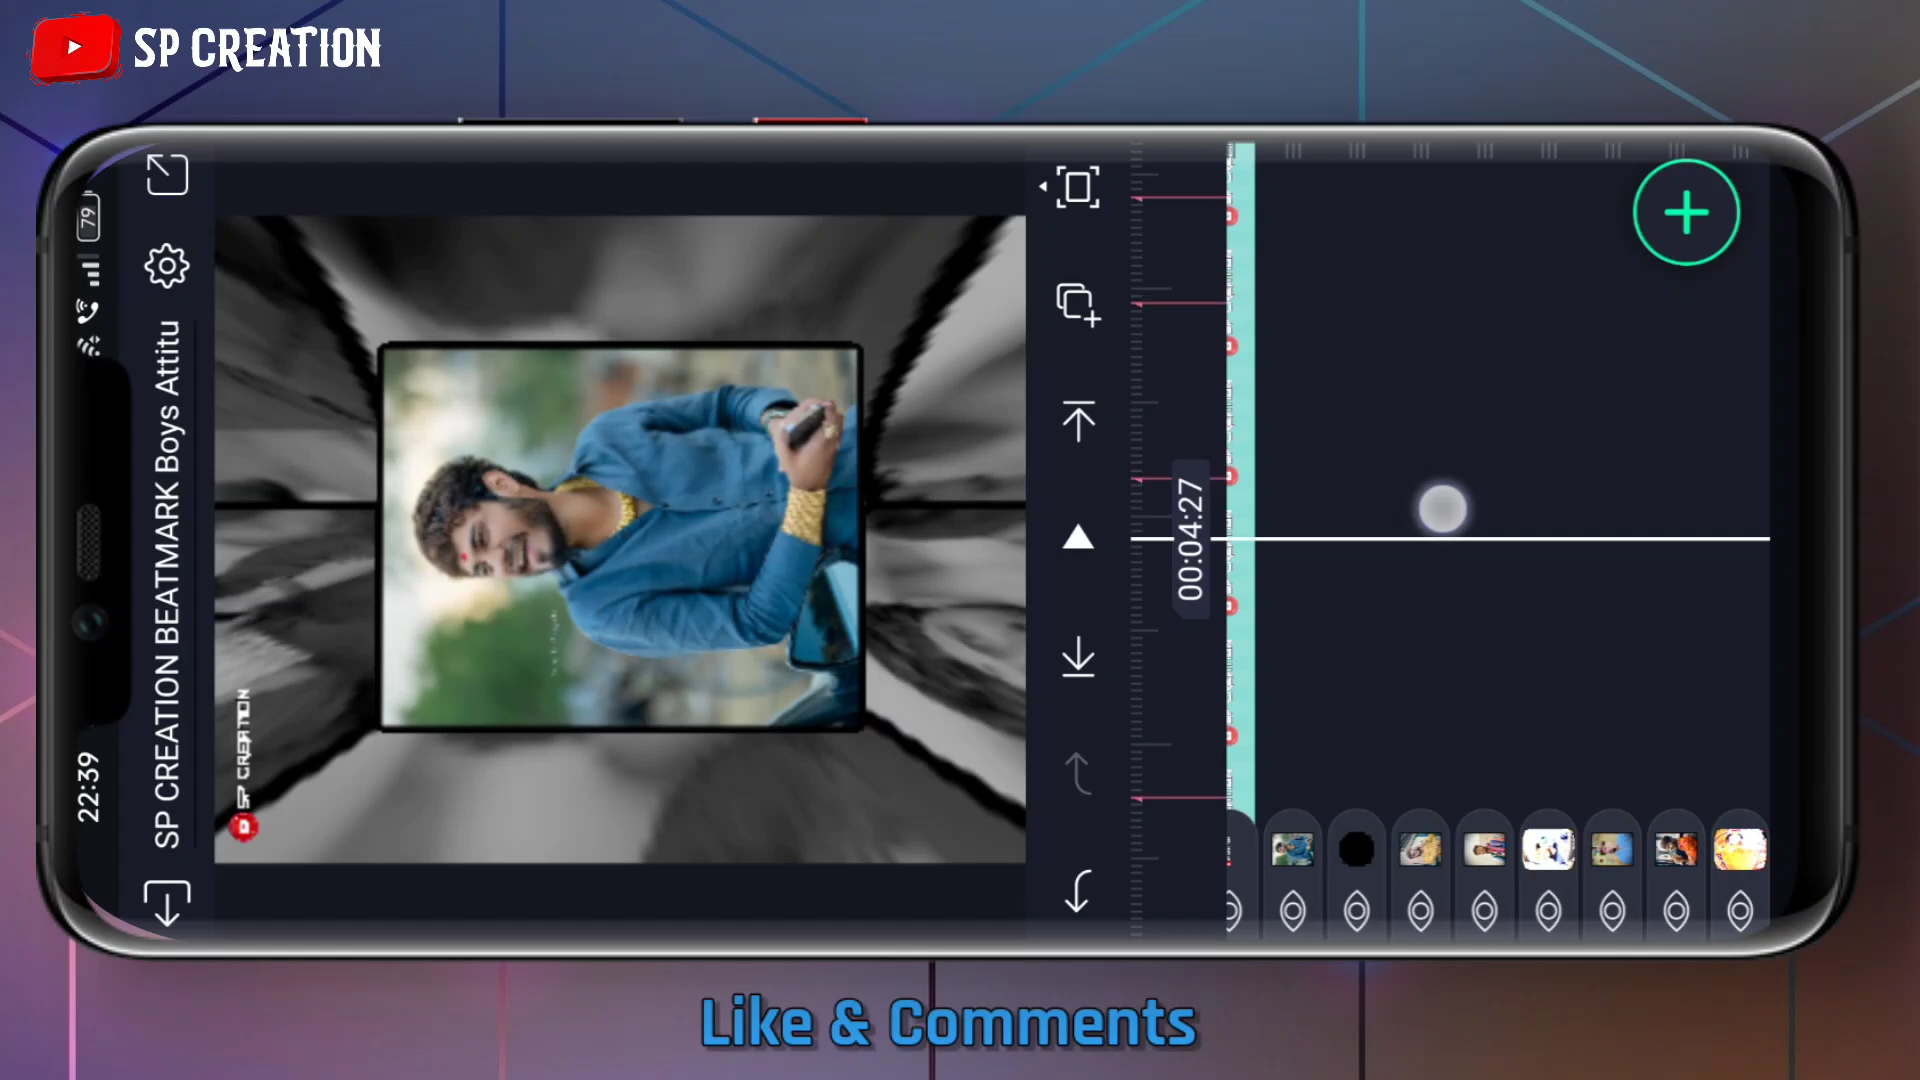 SP CREATION
79
22:39
SP CREATION BEATMARK Boys Attitu
SP CREATION
00:04:27
Like & Comments